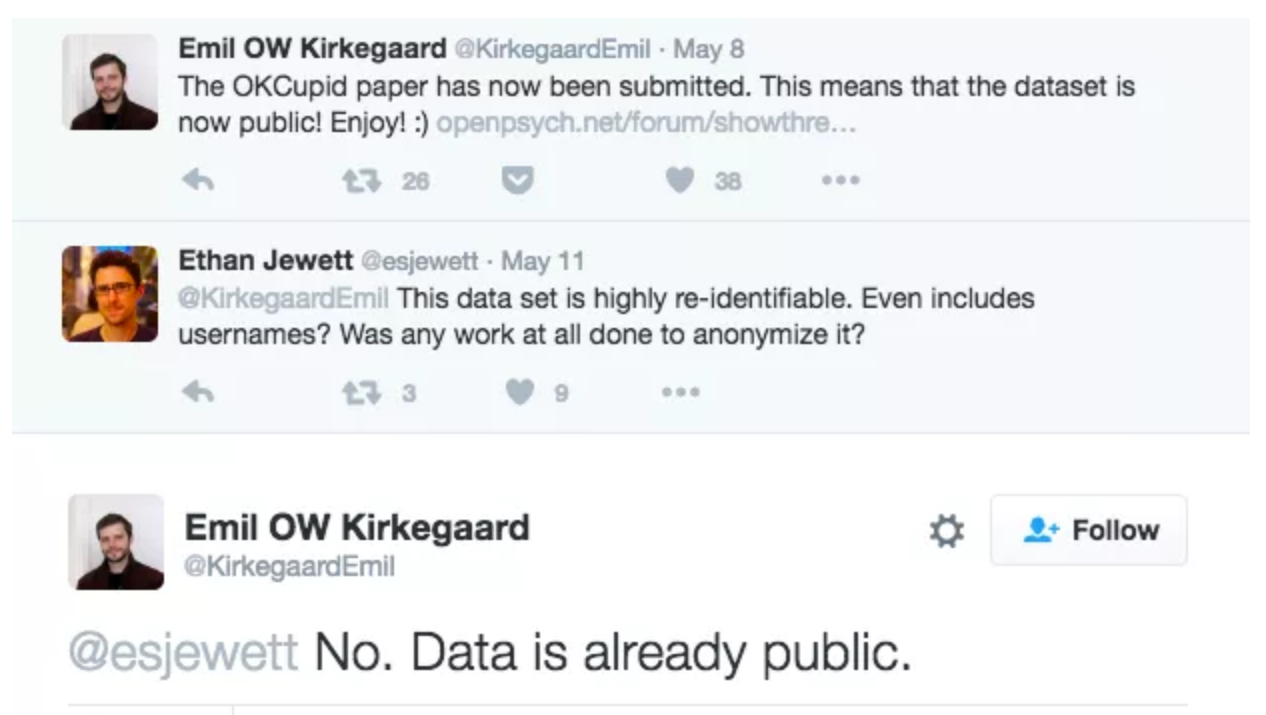 Emil OW Kirkegaard @KirkegaardEmil · May 8
The OKCupid paper has now been submitted. This means that the dataset is
now public! Enjoy! :) openpsych.net/forum/showthre...
26 38
Ethan Jewett @esjewett · May 11
@KirkegaardEmil This data set is highly re-identifiable. Even includes
usernames? Was any work at all done to anonymize it?
3 9
Emil OW Kirkegaard
Follow
@KirkegaardEmil
@esjewett No. Data is already public.